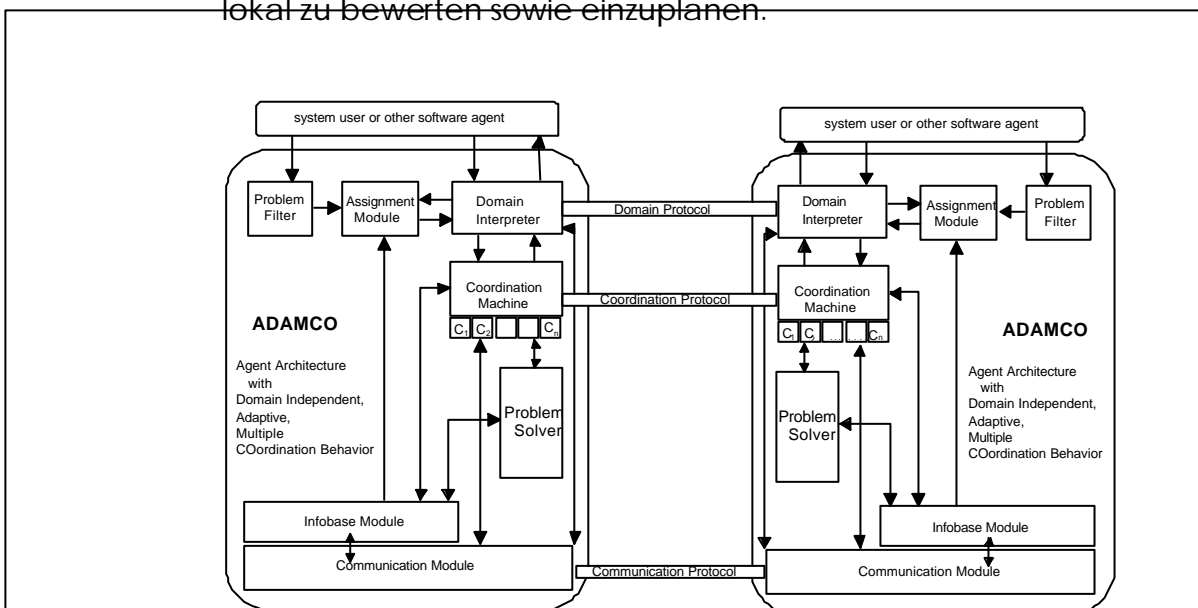 lokal zu bewerten sowie einzuplanen.
system user or other software agent
Problem
Filter
Assignment
Module
Domain
Interpreter
Coordination
Machine
C1 C2 Cn
ADAMCO
Agent Architecture
with
Domain Independent,
Adaptive,
Multiple
COordination Behavior
Problem
Solver
Infobase Module
Communication Module
Domain Protocol
Coordination Protocol
Communication Protocol
system user or other software agent
Domain
Interpreter
Assignment
Module
Problem
Filter
Coordination
Machine
C1 C, ... ... Cn
ADAMCO
Agent Architecture
with
Domain Independent,
Adaptive,
Multiple
COordination Behavior
Problem
Solver
Infobase Module
Communication Module